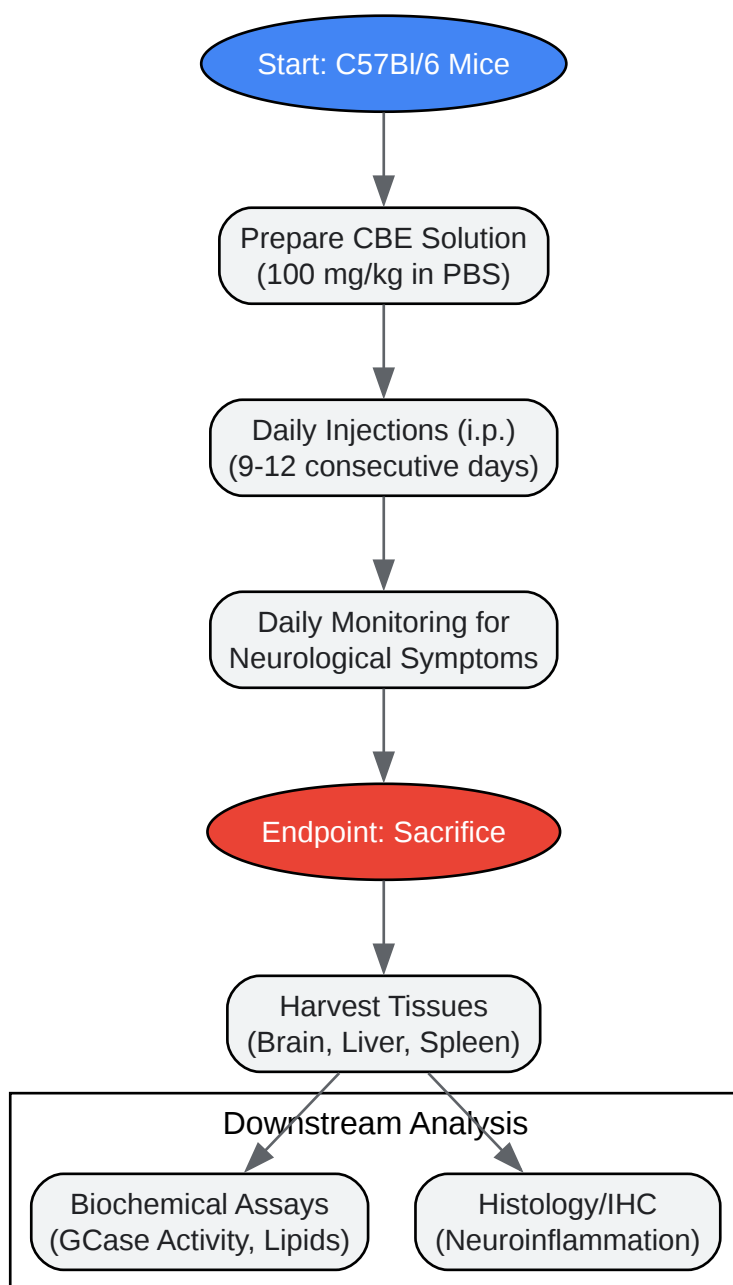 Start: C57Bl/6 Mice
Prepare CBE Solution
(100 mg/kg in PBS)
Daily Injections (i.p.)
(9-12 consecutive days)
Daily Monitoring for
Neurological Symptoms
Endpoint: Sacrifice
Harvest Tissues
(Brain, Liver, Spleen)
Downstream Analysis
Biochemical Assays
(GCase Activity, Lipids)
Histology/IHC
(Neuroinflammation)